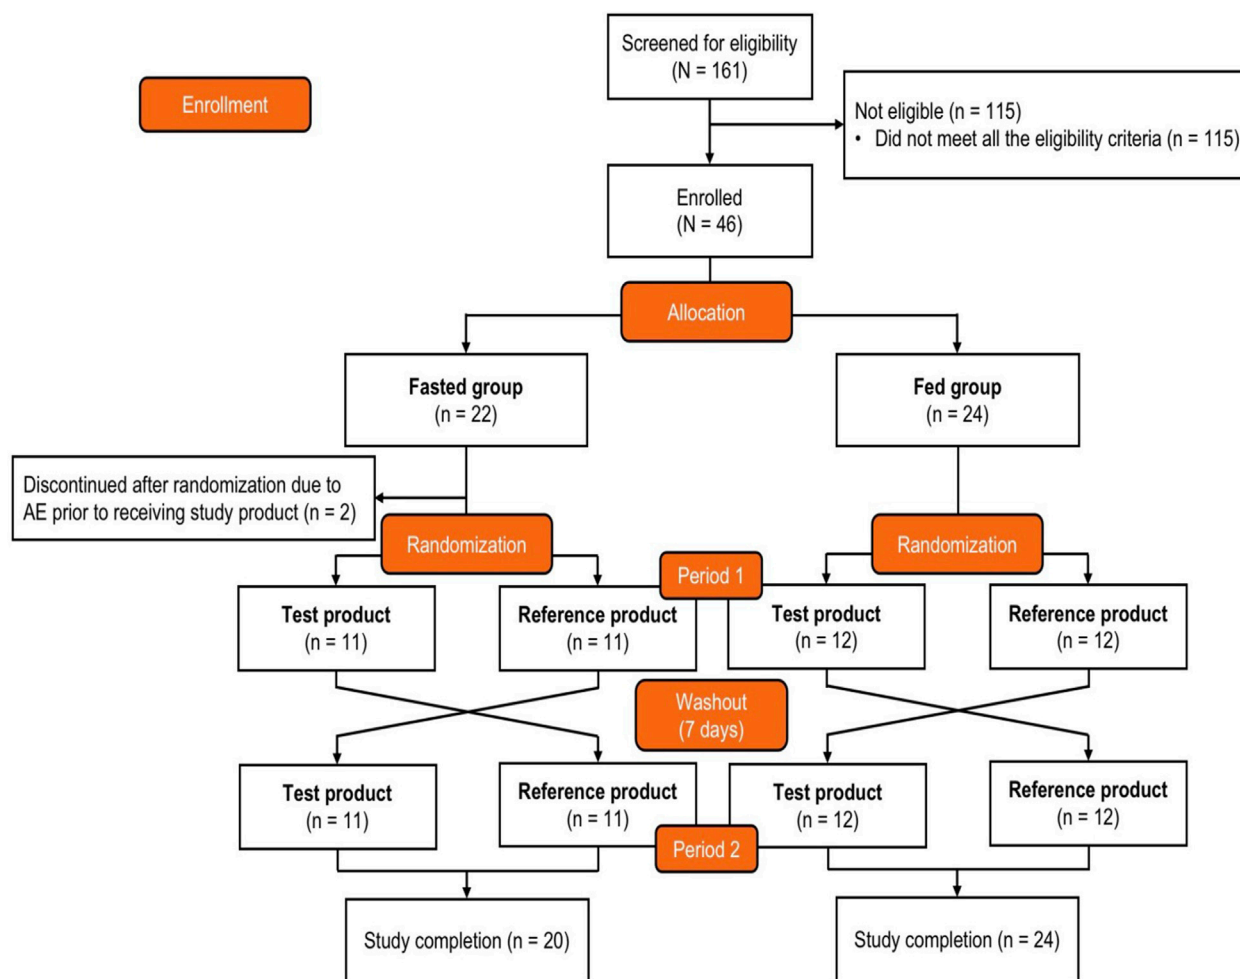 Screened for eligibility
(N = 161)
Enrollment
Not eligible (n = 115)
• Did not meet all the eligibility criteria (n = 115)
Enrolled
(N = 46)
Allocation
Fasted group
(n = 22)
Fed group
(n = 24)
Discontinued after randomization due to
AE prior to receiving study product (n = 2)
Randomization
Randomization
Period 1
Test product
(n = 11)
Reference product
(n = 11)
Test product
(n = 12)
Reference product
(n = 12)
Washout
(7 days)
Test product
(n = 11)
Reference product
(n = 11)
Test product
(n = 12)
Reference product
(n = 12)
Period 2
Study completion (n = 20)
Study completion (n = 24)